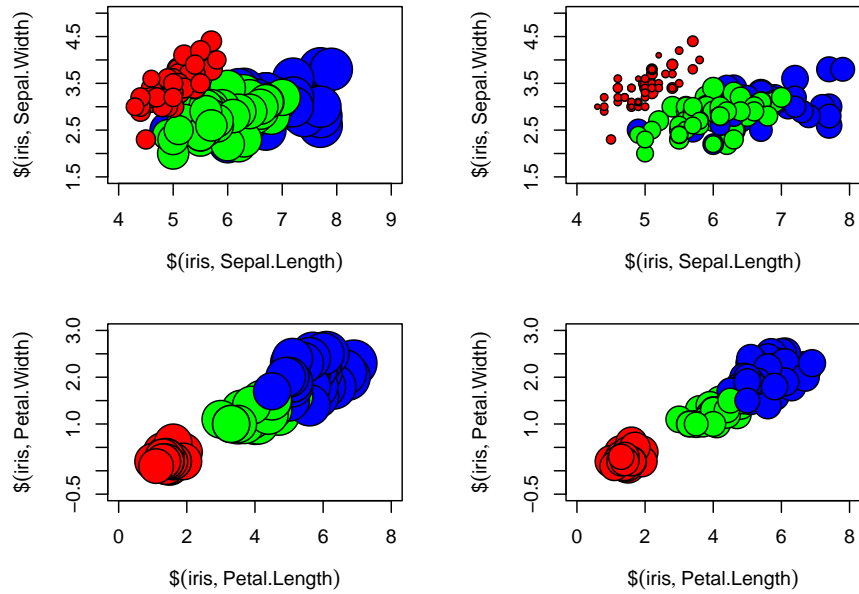 $(iris, Sepal.Width)
1.5 2.5 3.5 4.5
4 5 6 7 8 9
$(iris, Sepal.Length)
$(iris, Sepal.Width)
1.5 2.5 3.5 4.5
4 5 6 7 8
$(iris, Sepal.Length)
$(iris, Petal.Width)
−0.5 1.0 2.0 3.0
0 2 4 6 8
$(iris, Petal.Length)
$(iris, Petal.Width)
−0.5 1.0 2.0 3.0
0 2 4 6 8
$(iris, Petal.Length)